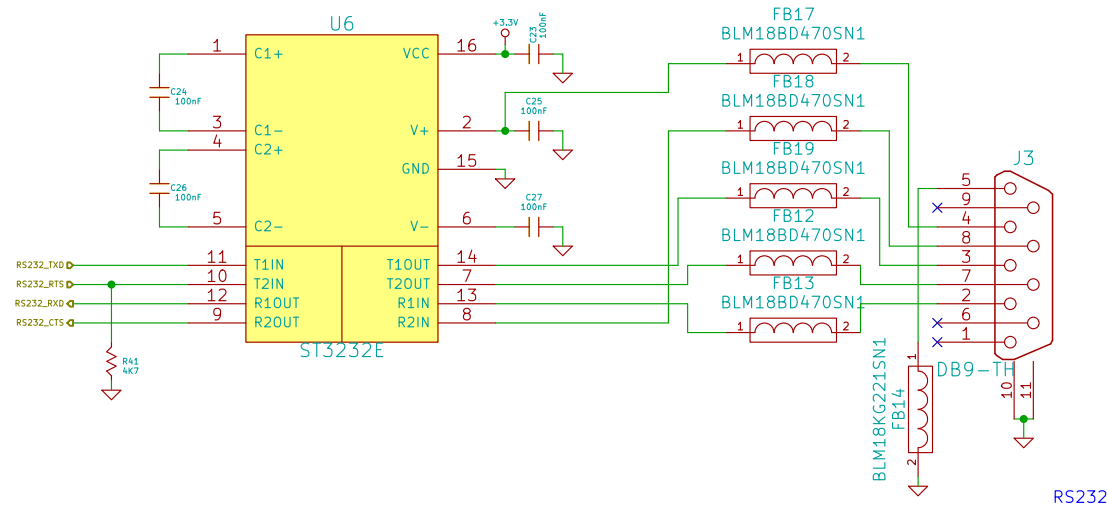 U6
ST3232E
1 C1+
3 C1-
4 C2+
5 C2-
11 T1IN
10 T2IN
12 R1OUT
9 R2OUT
VCC 16
V+ 2
GND 15
V- 6
T1OUT 14
T2OUT 7
R1IN 13
R2IN 8
C24
100nF
C26
100nF
RS232_TXD
RS232_RTS
RS232_RXD
RS232_CTS
R41
4K7
+3.3V
C23
100nF
C25
100nF
C27
100nF
FB17
BLM18BD470SN1
1 2
FB18
BLM18BD470SN1
1 2
FB19
BLM18BD470SN1
1 2
FB12
BLM18BD470SN1
1 2
FB13
BLM18BD470SN1
1 2
BLM18KG221SN1
FB14
1
2
J3
5
9
4
8
3
7
2
6
1
DB9-TH
10
11
RS232